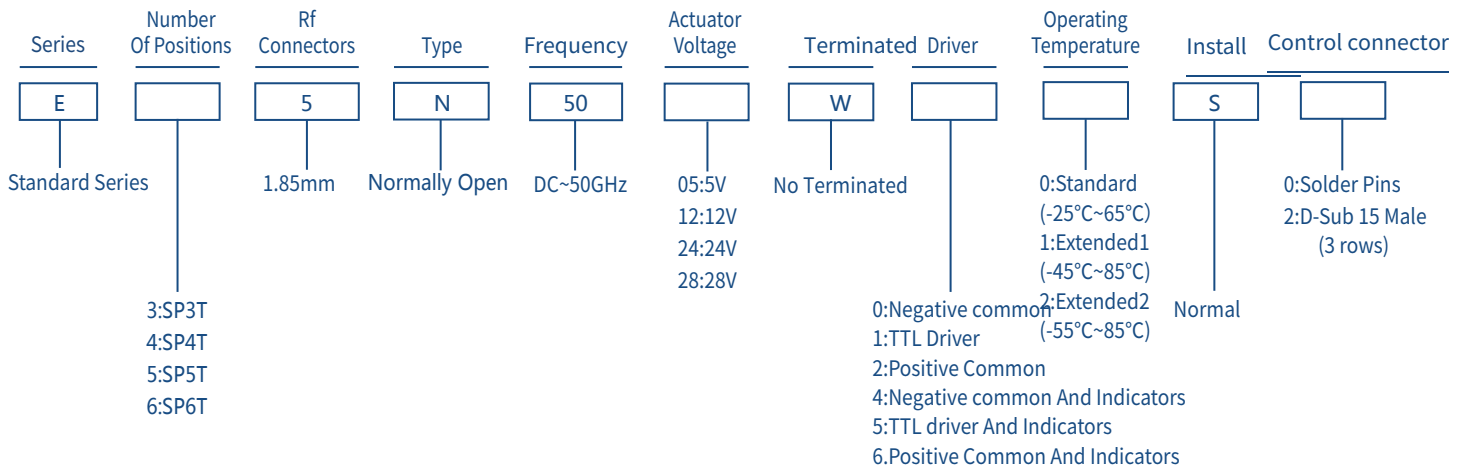 Series
Number
Of Positions
Rf
Connectors
Type
Frequency
Actuator
Voltage
Terminated
Driver
Operating
Temperature
Install
Control connector
E
5
N
50
W
S
Standard Series
1.85mm
Normally Open
DC~50GHz
05:5V
12:12V
24:24V
28:28V
No Terminated
0:Standard
(-25°C~65°C)
1:Extended1
(-45°C~85°C)
2:Extended2
(-55°C~85°C)
0:Solder Pins
2:D-Sub 15 Male
(3 rows)
3:SP3T
4:SP4T
5:SP5T
6:SP6T
0:Negative common
1:TTL Driver
2:Positive Common
4:Negative common And Indicators
5:TTL driver And Indicators
6.Positive Common And Indicators
Normal